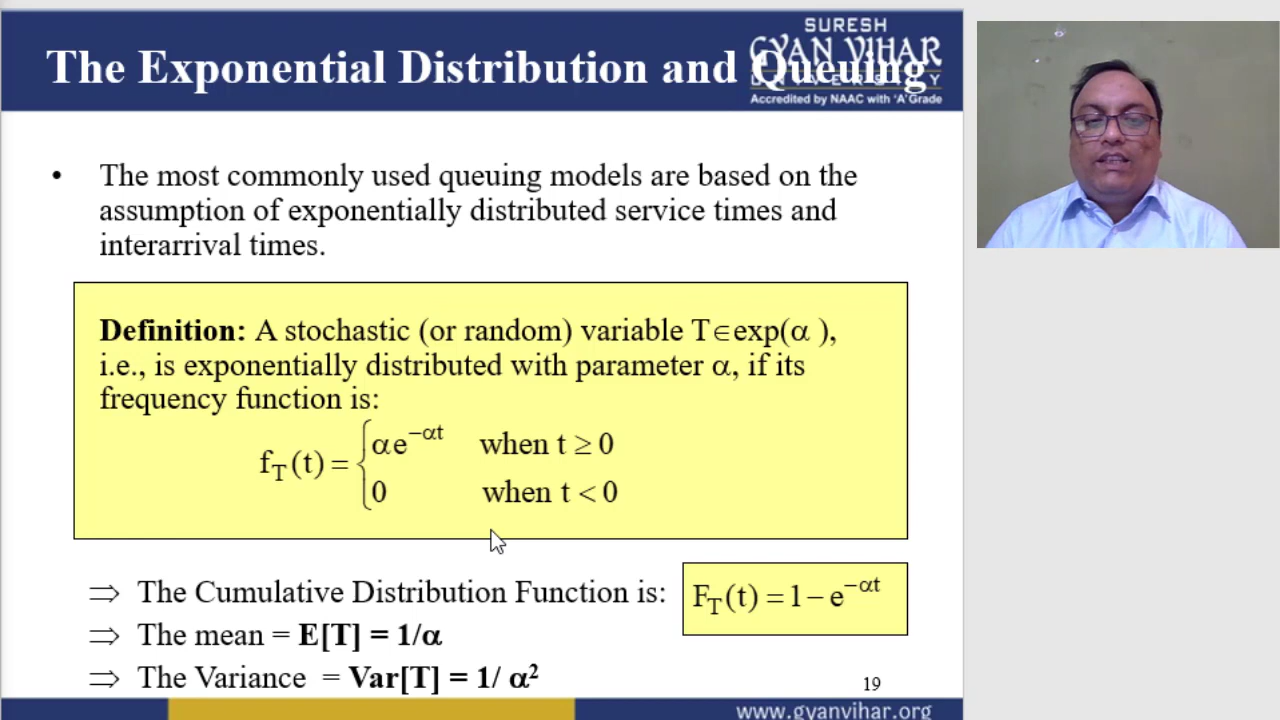 The Exponential Distribution and Queuing
SURESH
GYAN VIHAR
UNIVERSITY
Accredited by NAAC with 'A' Grade
• The most commonly used queuing models are based on the
assumption of exponentially distributed service times and
interarrival times.
Definition: A stochastic (or random) variable T∈exp(α ),
i.e., is exponentially distributed with parameter α, if its
frequency function is:
f_T(t) = { αe^(−αt) when t ≥ 0
0 when t < 0
⇒ The Cumulative Distribution Function is: F_T(t) = 1 − e^(−αt)
⇒ The mean = E[T] = 1/α
⇒ The Variance = Var[T] = 1/ α²
19
www.gyanvihar.org